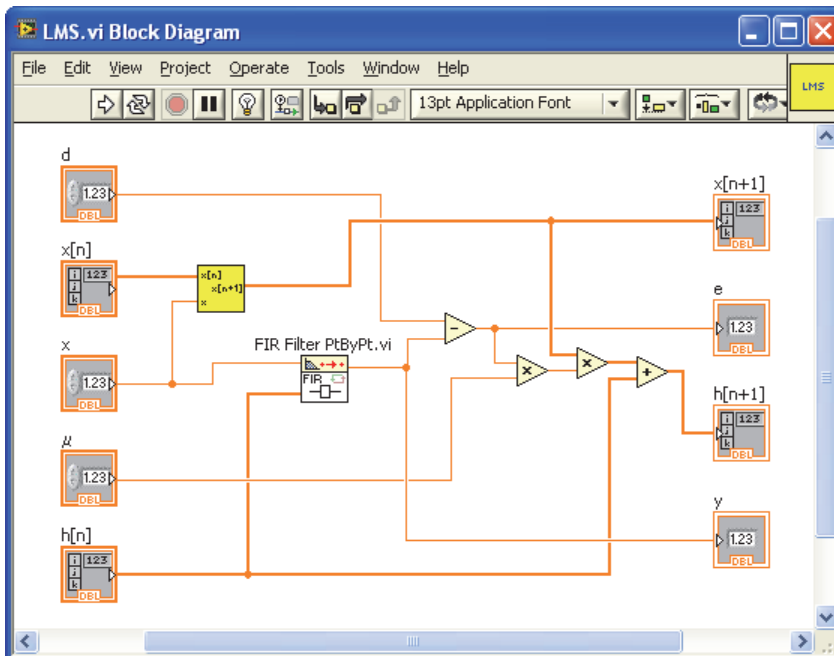 LMS.vi Block Diagram
File Edit View Project Operate Tools Window Help
13pt Application Font
LMS
d
1.23
DBL
x[n]
i
j
k
123
DBL
x
1.23
DBL
μ
1.23
DBL
h[n]
i
j
k
123
DBL
x[n]
x[n+1]
x
FIR Filter PtByPt.vi
FIR
-
x
x
+
x[n+1]
i
j
k
123
DBL
e
1.23
DBL
h[n+1]
i
j
k
123
DBL
y
1.23
DBL